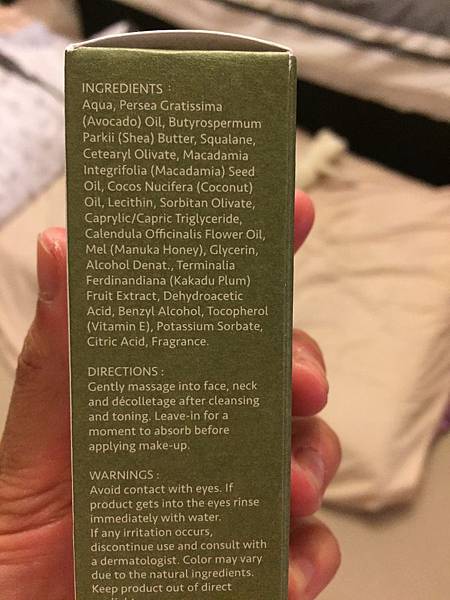 INGREDIENTS :
Aqua, Persea Gratissima
(Avocado) Oil, Butyrospermum
Parkii (Shea) Butter, Squalane,
Cetearyl Olivate, Macadamia
Integrifolia (Macadamia) Seed
Oil, Cocos Nucifera (Coconut)
Oil, Lecithin, Sorbitan Olivate,
Caprylic/Capric Triglyceride,
Calendula Officinalis Flower Oil,
Mel (Manuka Honey), Glycerin,
Alcohol Denat., Terminalia
Ferdinandiana (Kakadu Plum)
Fruit Extract, Dehydroacetic
Acid, Benzyl Alcohol, Tocopherol
(Vitamin E), Potassium Sorbate,
Citric Acid, Fragrance.
DIRECTIONS :
Gently massage into face, neck
and décolletage after cleansing
and toning. Leave-in for a
moment to absorb before
applying make-up.
WARNINGS :
Avoid contact with eyes. If
product gets into the eyes rinse
immediately with water.
If any irritation occurs,
discontinue use and consult with
a dermatologist. Color may vary
due to the natural ingredients.
Keep product out of direct